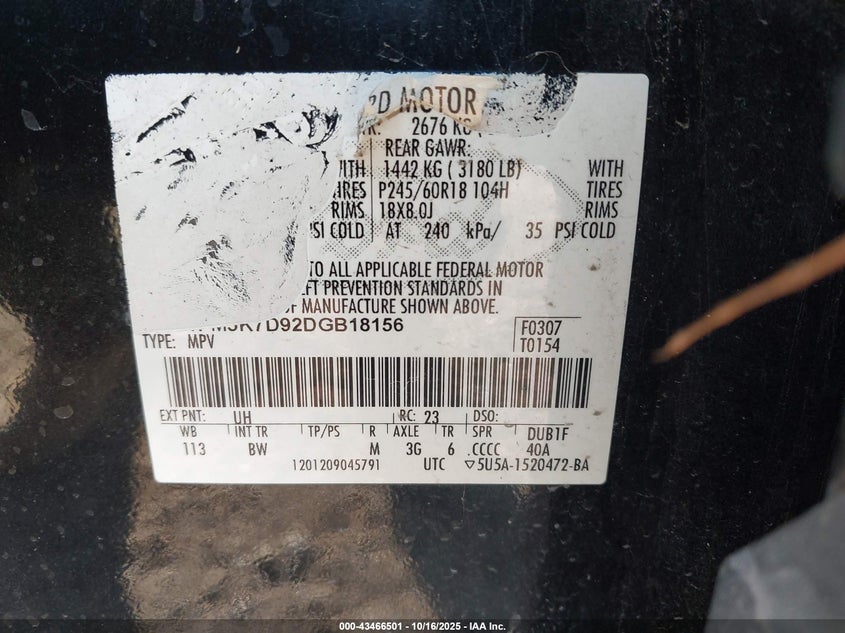 MOTOR
2676 KG
REAR GAWR:
WITH 1442 KG ( 3180 LB) WITH
TIRES P245/60R18 104H TIRES
RIMS 18X8.0J RIMS
PSI COLD AT 240 kPa/ 35 PSI COLD
TO ALL APPLICABLE FEDERAL MOTOR
PREVENTION STANDARDS IN
OF MANUFACTURE SHOWN ABOVE.
K7D92DGB18156 F0307
TYPE: MPV T0154
EXT PNT: UH RC: 23 DSO:
WB INT TR TP/PS R AXLE TR SPR DUB1F
113 BW M 3G 6 CCCC 40A
1201209045791 UTC ▽5U5A-1520472-BA
000-43466501 - 10/16/2025 - IAA Inc.